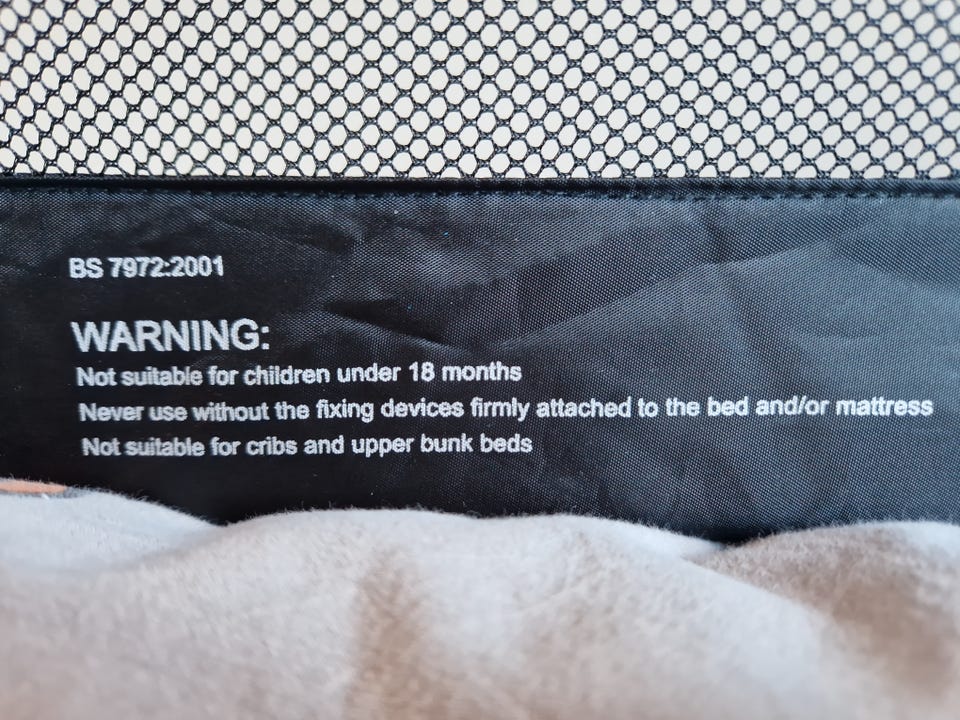 BS 7972:2001
WARNING:
Not suitable for children under 18 months
Never use without the fixing devices firmly attached to the bed and/or mattress
Not suitable for cribs and upper bunk beds